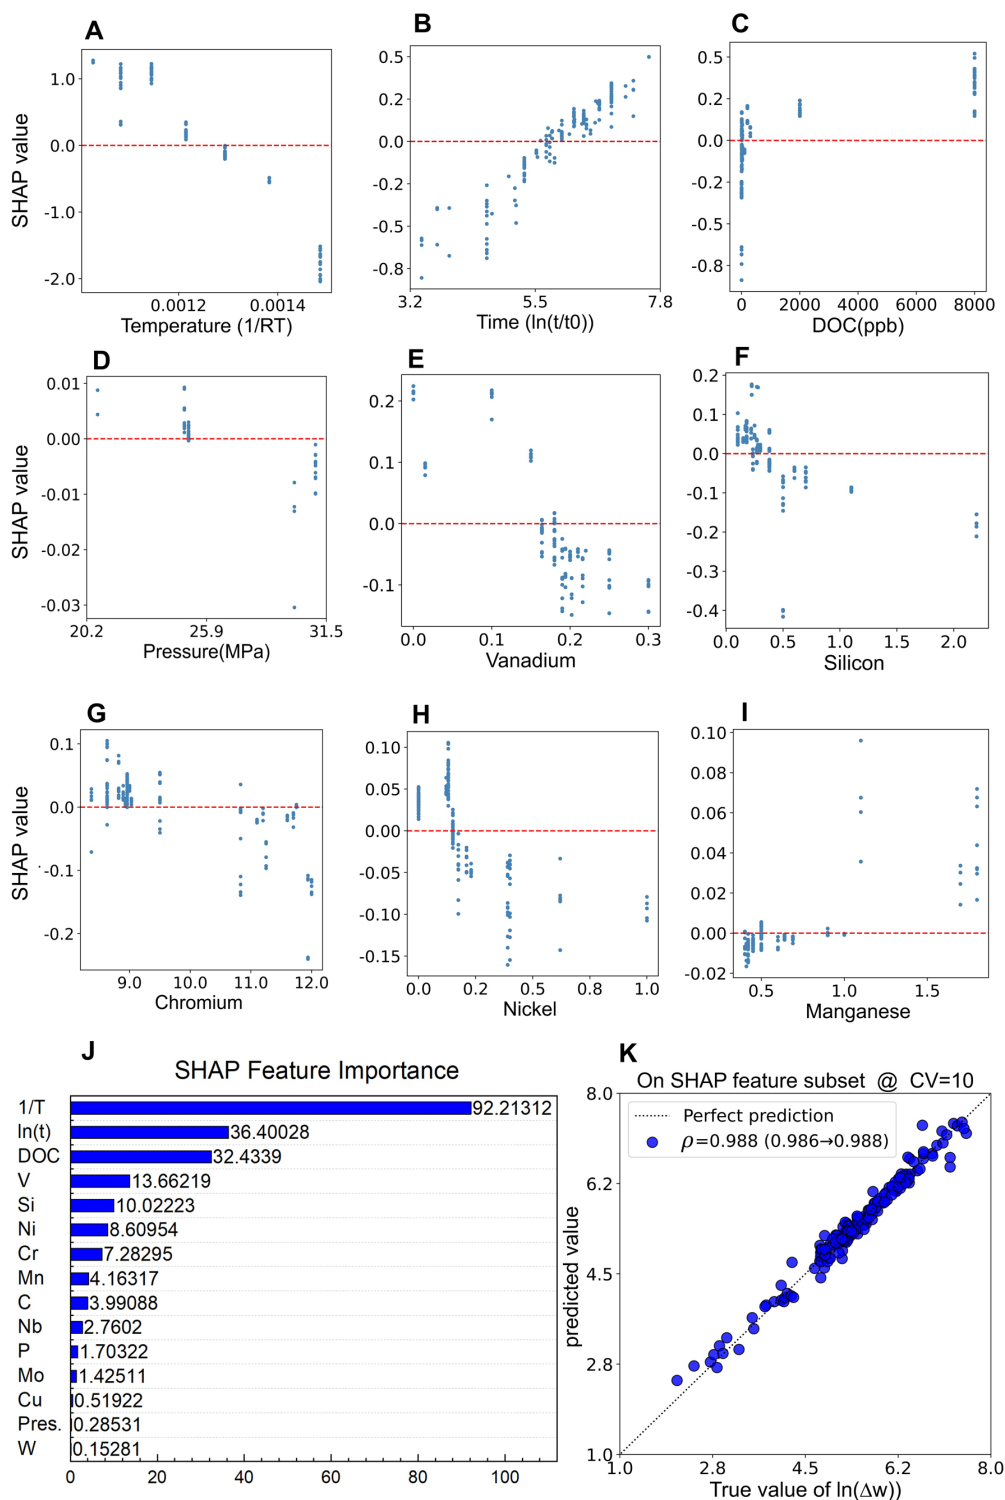 A
SHAP value
1.0
0.0
-1.0
-2.0
0.0012
0.0014
Temperature (1/RT)
B
0.5
0.2
0.0
-0.2
-0.5
-0.8
3.2
5.5
7.8
Time (ln(t/t0))
C
0.5
0.2
0.0
-0.2
-0.5
-0.8
0
2000
4000
6000
8000
DOC(ppb)
D
SHAP value
0.01
0.00
-0.01
-0.02
-0.03
20.2
25.9
31.5
Pressure(MPa)
E
0.2
0.1
0.0
-0.1
0.0
0.1
0.2
0.3
Vanadium
F
0.2
0.1
0.0
-0.1
-0.2
-0.3
-0.4
0.0
0.5
1.0
1.5
2.0
Silicon
G
SHAP value
0.1
0.0
-0.1
-0.2
9.0
10.0
11.0
12.0
Chromium
H
0.10
0.05
0.00
-0.05
-0.10
-0.15
0.0
0.2
0.5
0.8
1.0
Nickel
I
0.10
0.08
0.06
0.04
0.02
0.00
-0.02
0.5
1.0
1.5
Manganese
J
SHAP Feature Importance
1/T 92.21312
ln(t) 36.40028
DOC 32.4339
V 13.66219
Si 10.02223
Ni 8.60954
Cr 7.28295
Mn 4.16317
C 3.99088
Nb 2.7602
P 1.70322
Mo 1.42511
Cu 0.51922
Pres. 0.28531
W 0.15281
0 20 40 60 80 100
K
On SHAP feature subset @ CV=10
Perfect prediction
ρ=0.988 (0.986→0.988)
predicted value
8.0
6.2
4.5
2.8
1.0
1.0
2.8
4.5
6.2
8.0
True value of ln(Δw))